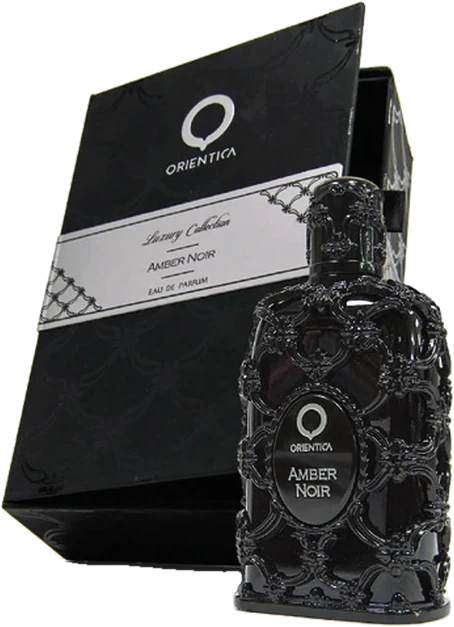 ORIENTICA
Luxury Collection
AMBER NOIR
EAU DE PARFUM
ORIENTICA
AMBER
NOIR